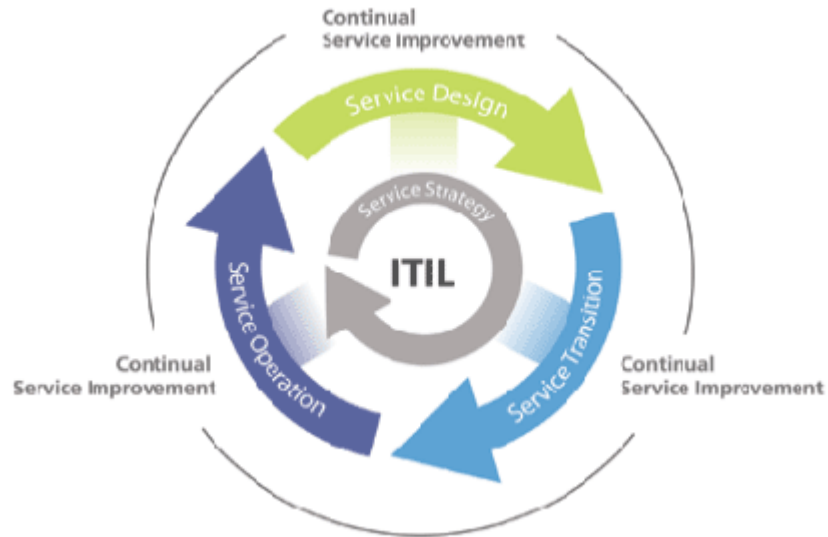 Continual
Service Improvement
Service Design
Service Strategy
ITIL
Service Operation
Service Transition
Continual
Service Improvement
Continual
Service Improvement